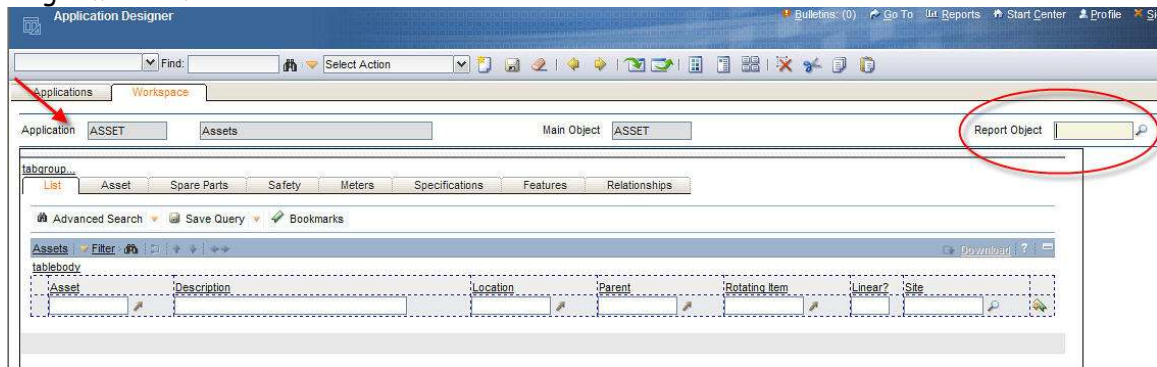 Application Designer
Bulletins: (0) Go To Reports Start Center Profile Si
Find: Select Action
Applications Workspace
Application ASSET Assets Main Object ASSET Report Object
tabgroup...
List Asset Spare Parts Safety Meters Specifications Features Relationships
Advanced Search Save Query Bookmarks
Assets Filter Download ?
tablebody
Asset Description Location Parent Rotating Item Linear? Site